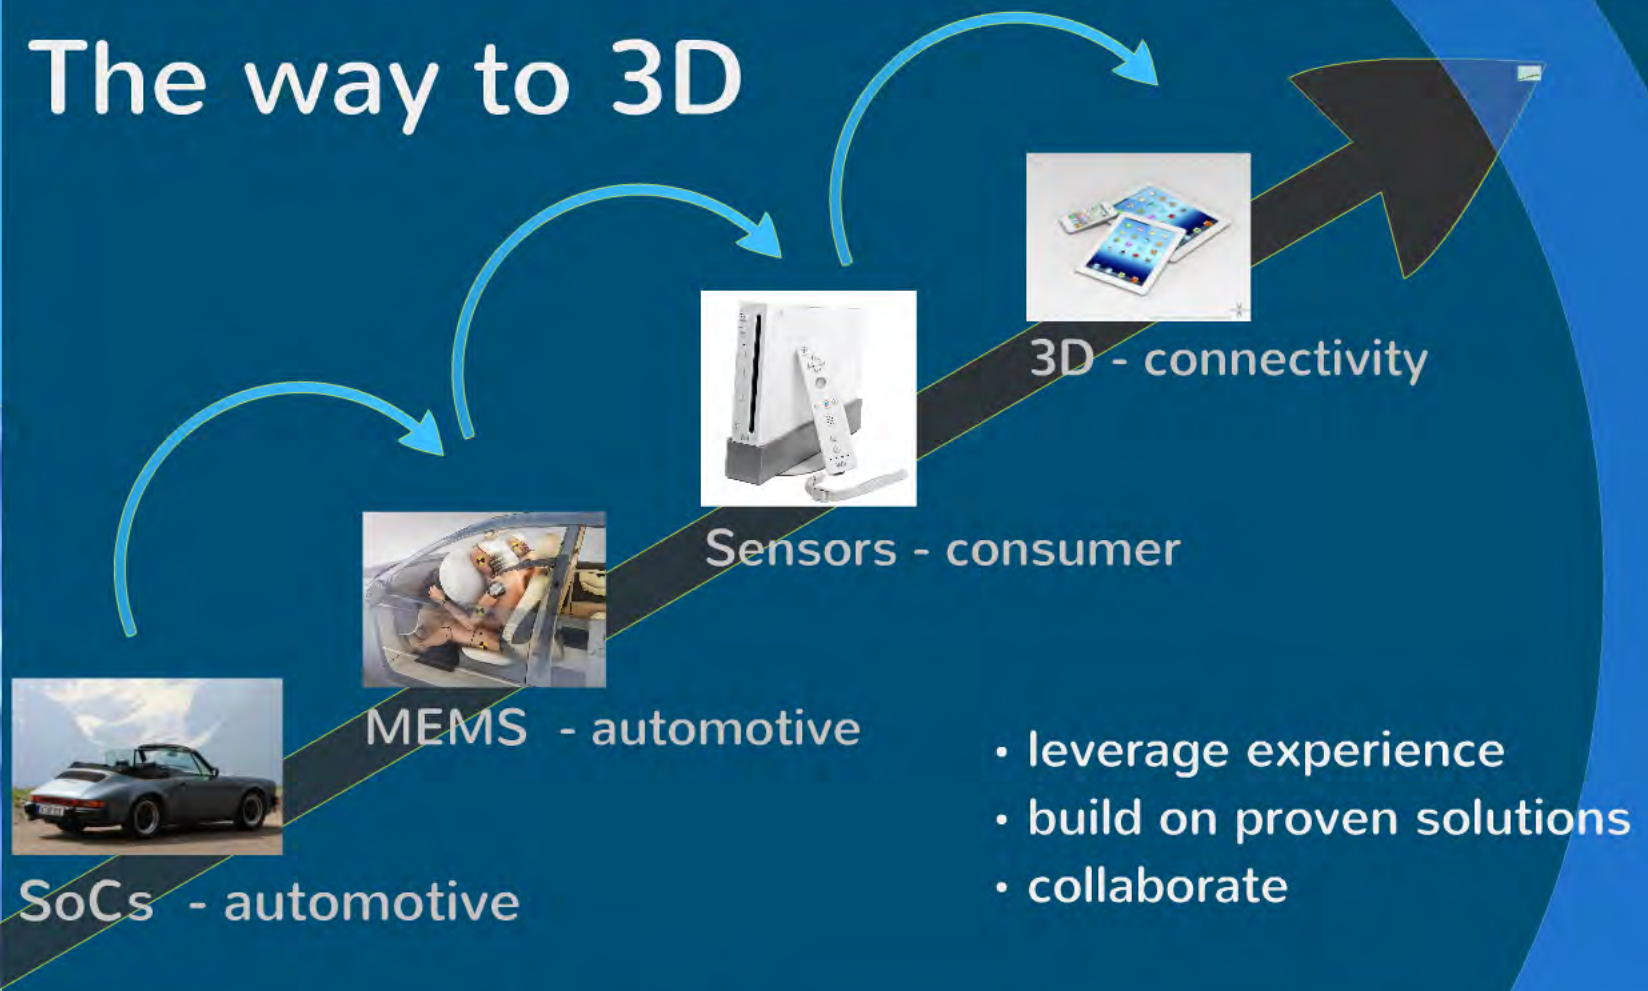 The way to 3D
3D - connectivity
Sensors - consumer
MEMS - automotive
SoCs - automotive
• leverage experience
• build on proven solutions
• collaborate